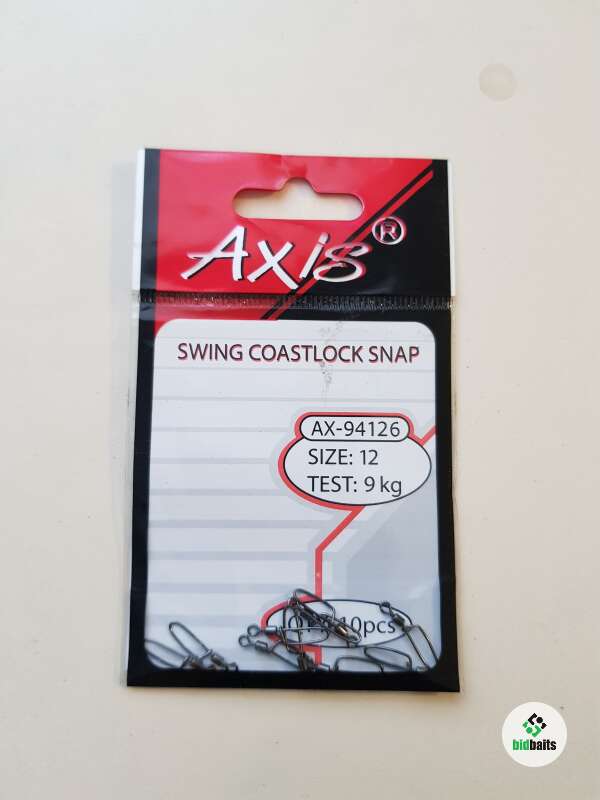 Axis®
SWING COASTLOCK SNAP
AX-94126
SIZE: 12
TEST: 9 kg
10pcs
bidbaits